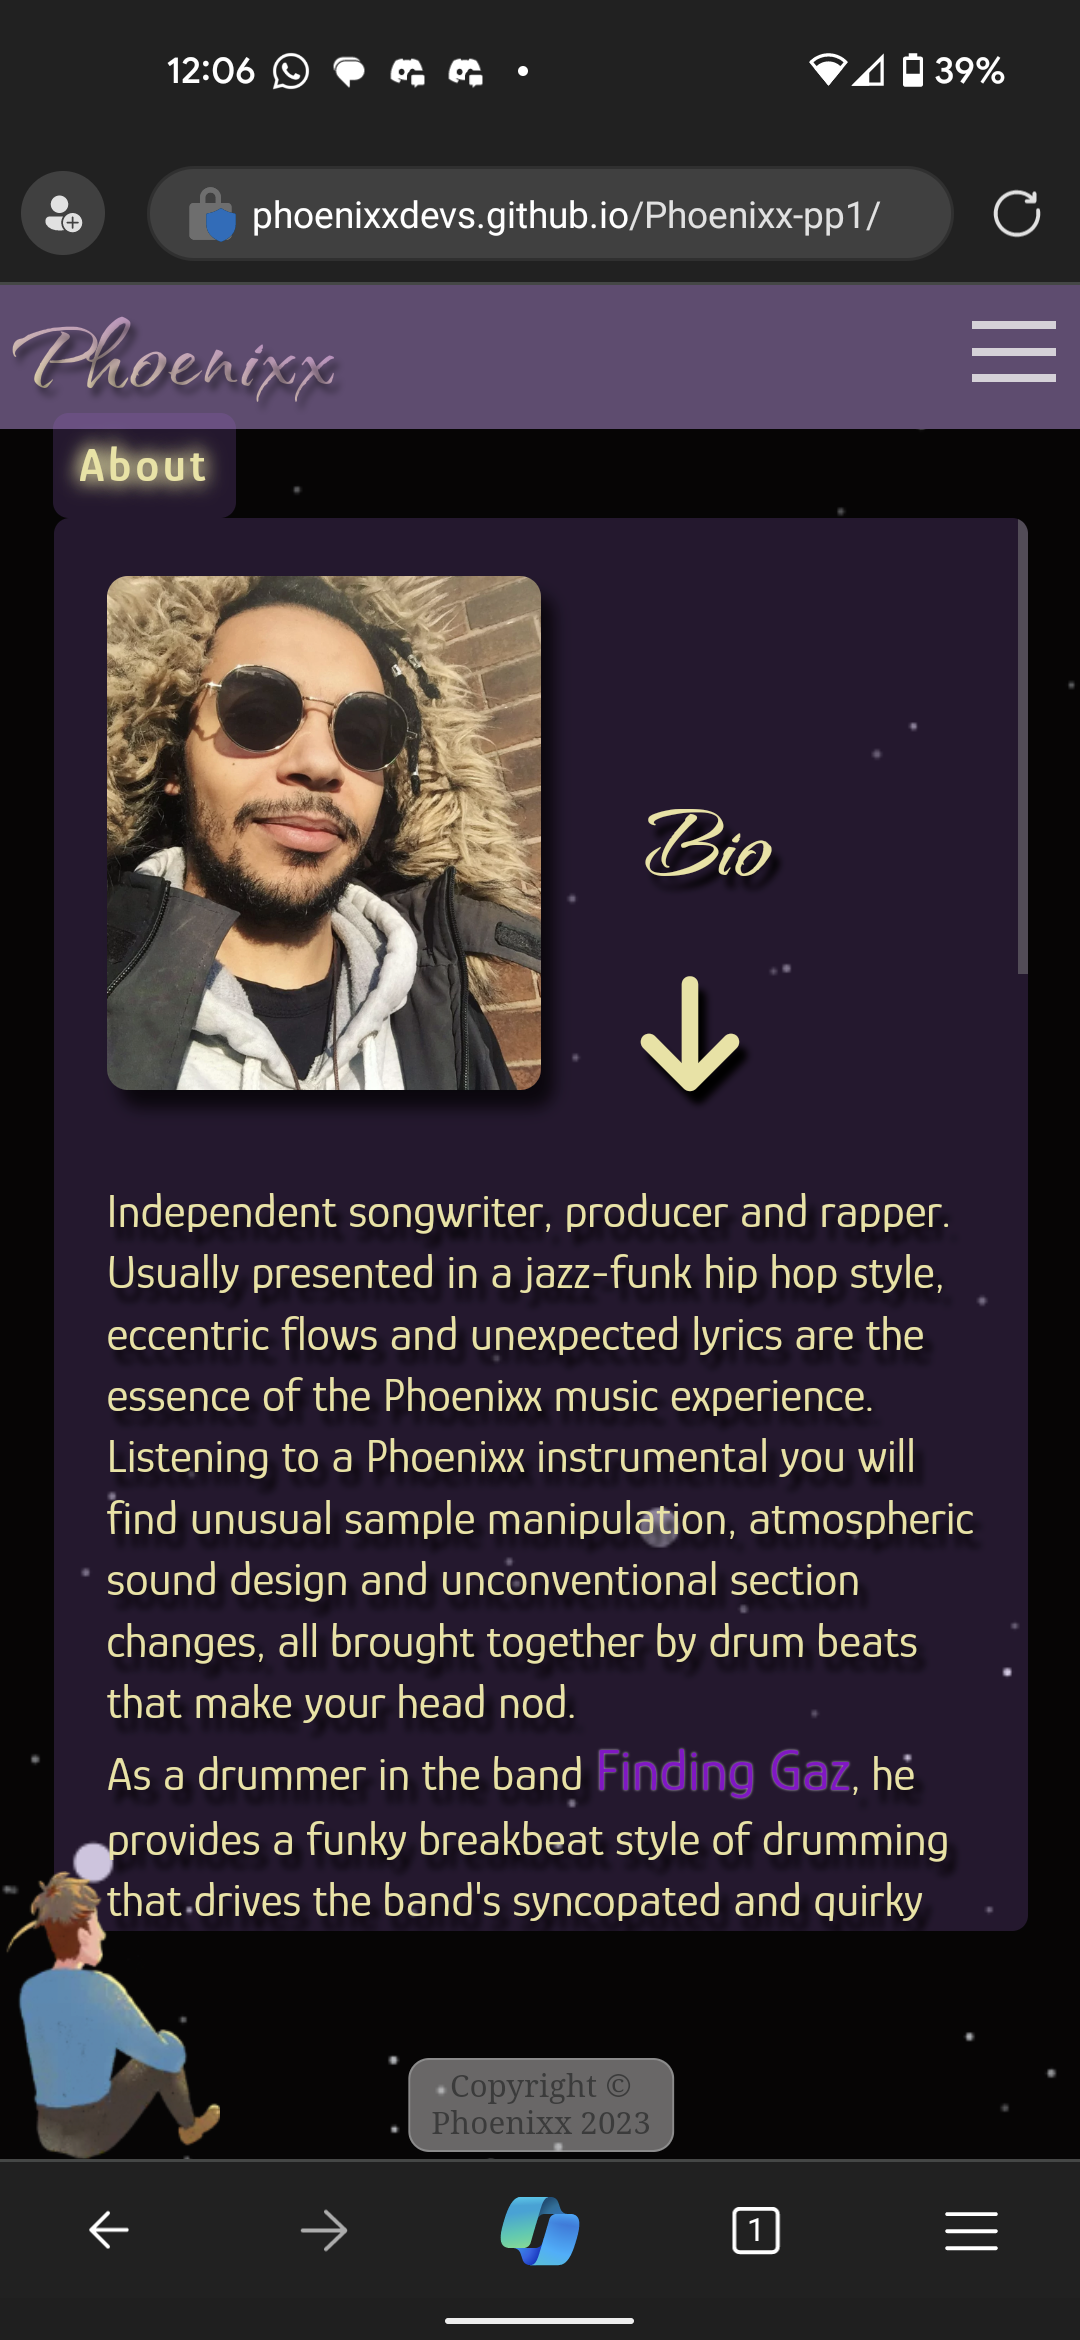 12:06
39%
phoenixxdevs.github.io/Phoenixx-pp1/
Phoenixx
About
Bio
Independent songwriter, producer and rapper.
Usually presented in a jazz-funk hip hop style,
eccentric flows and unexpected lyrics are the
essence of the Phoenixx music experience.
Listening to a Phoenixx instrumental you will
find unusual sample manipulation, atmospheric
sound design and unconventional section
changes, all brought together by drum beats
that make your head nod.
As a drummer in the band Finding Gaz, he
provides a funky breakbeat style of drumming
that drives the band's syncopated and quirky
Copyright ©
Phoenixx 2023
1